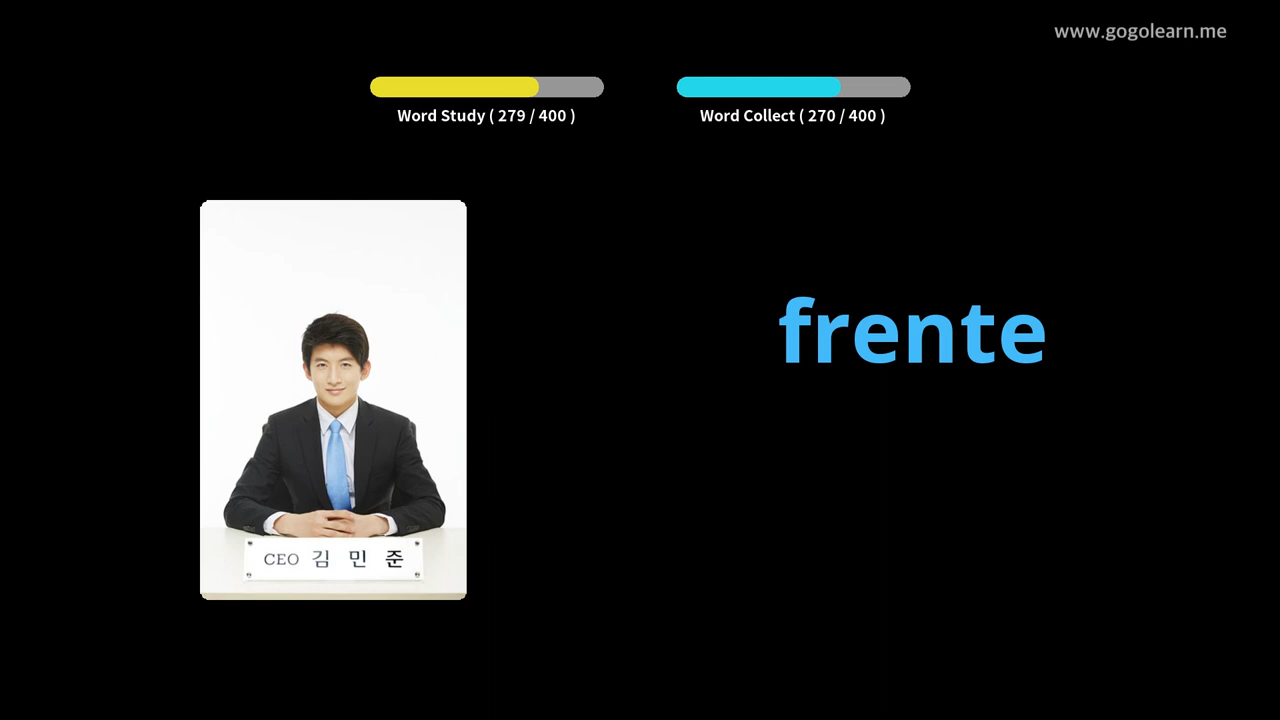 www.gogolearn.me
Word Study ( 279 / 400 )
Word Collect ( 270 / 400 )
frente
CEO 김 민 준